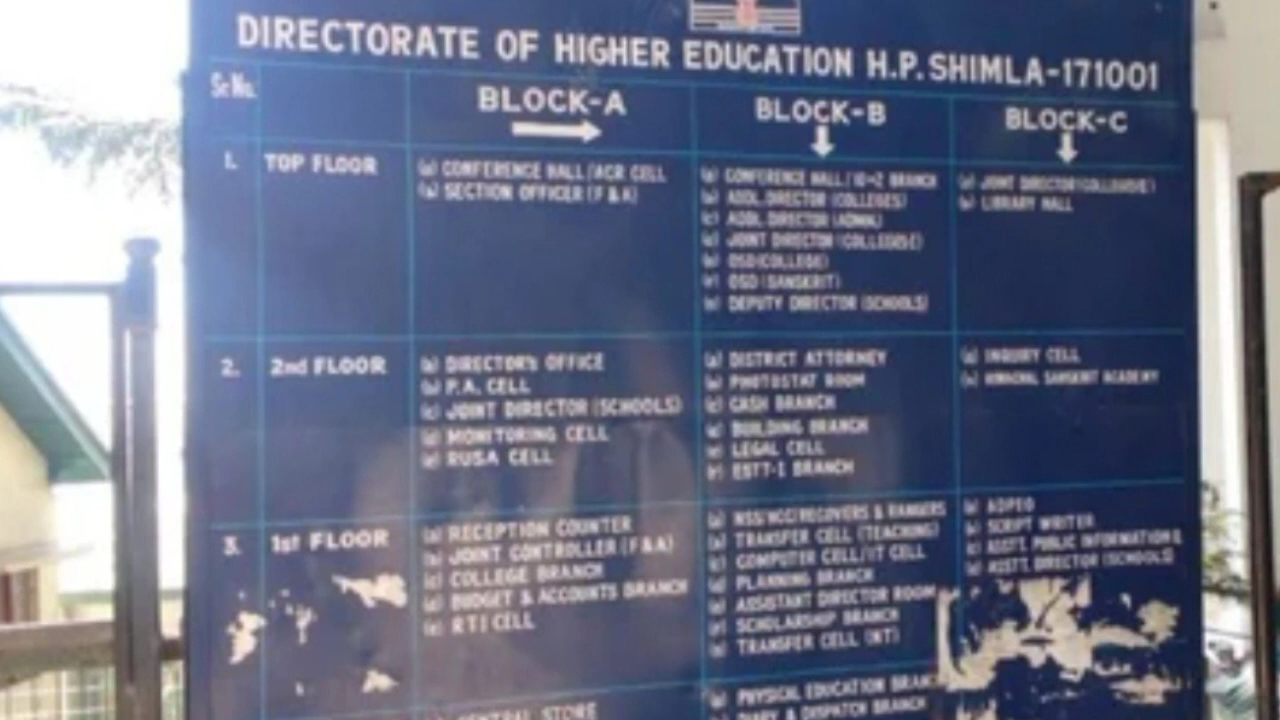 DIRECTORATE OF HIGHER EDUCATION H.P. SHIMLA-171001
Sr.No. BLOCK-A BLOCK-B BLOCK-C
1. TOP FLOOR
(a) CONFERENCE HALL/ACR CELL
(b) SECTION OFFICER (F & A)
CONFERENCE HALL/10+2 BRANCH
ADDL. DIRECTOR (COLLEGES)
ADDL. DIRECTOR (ADMN)
JOINT DIRECTOR
OSD (COLLEGE)
OSD (SANSKRIT)
DEPUTY DIRECTOR (SCHOOLS)
JOINT DIRECTOR
LIBRARY HALL
2. 2nd FLOOR
(a) DIRECTOR's OFFICE
(b) P.A. CELL
(c) JOINT DIRECTOR (SCHOOLS)
(d) MONITORING CELL
(e) RUSA CELL
(a) DISTRICT ATTORNEY
PHOTOSTAT ROOM
(c) CASH BRANCH
BUILDING BRANCH
LEGAL CELL
ESTT-I BRANCH
(a) INQUIRY CELL
HIMACHAL SANSKRIT ACADEMY
3. 1st FLOOR
(a) RECEPTION COUNTER
(b) JOINT CONTROLLER (F&A)
(c) COLLEGE BRANCH
(d) BUDGET & ACCOUNTS BRANCH
(e) RTI CELL
& RANGERS
TRANSFER CELL (TEACHING)
COMPUTER CELL/IT CELL
PLANNING BRANCH
ASSISTANT DIRECTOR ROOM
SCHOLARSHIP BRANCH
TRANSFER CELL (NT)
ADPEO
SCRIPT WRITER
ASSTT. PUBLIC INFORMATION
ASSTT. DIRECTOR (SCHOOLS)
CENTRAL STORE
PHYSICAL EDUCATION
DIARY & DISPATCH BRANCH